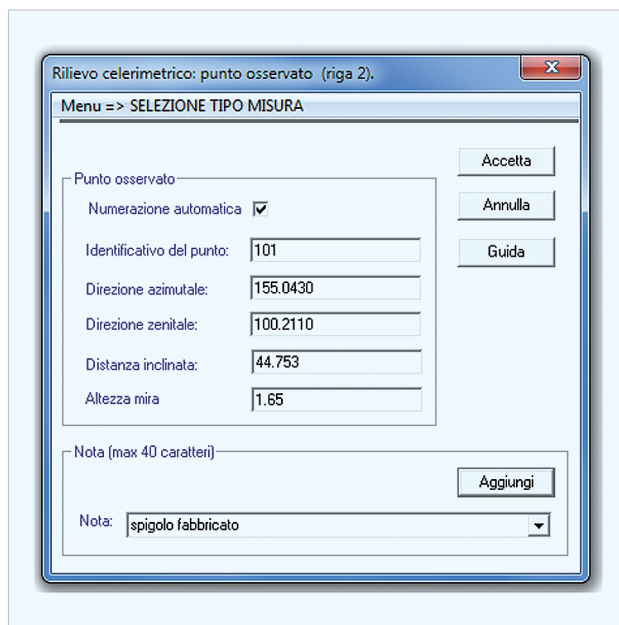 Rilievo celerimetrico: punto osservato (riga 2).
Menu => SELEZIONE TIPO MISURA
Accetta
Punto osservato
Numerazione automatica
Annulla
Identificativo del punto: 101
Guida
Direzione azimutale: 155.0430
Direzione zenitale: 100.2110
Distanza inclinata: 44.753
Altezza mira 1.65
Nota (max 40 caratteri)
Aggiungi
Nota: spigolo fabbricato